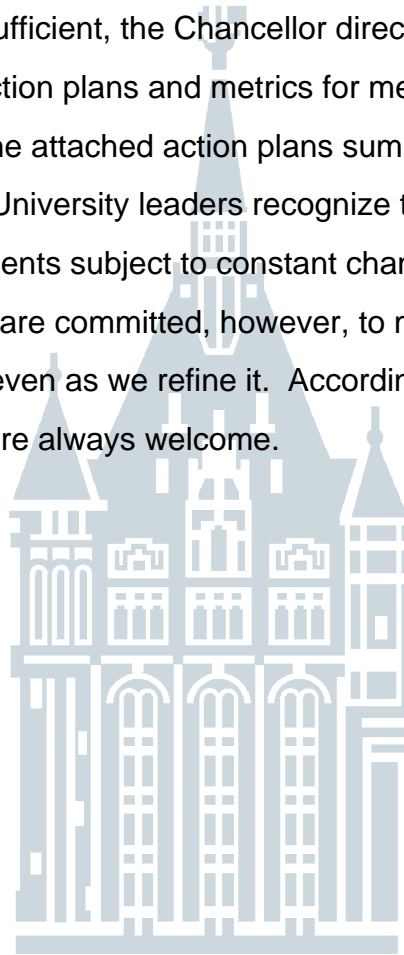 ufficient, the Chancellor direc
ction plans and metrics for me
ne attached action plans sum
University leaders recognize t
ents subject to constant char
are committed, however, to r
even as we refine it.  Accordin
re always welcome.